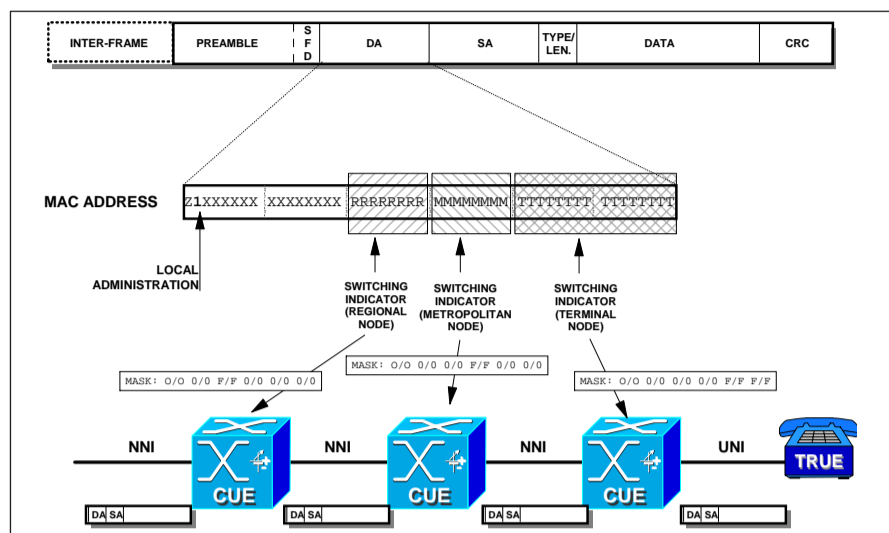 INTER-FRAME PREAMBLE SFD DA SA TYPE/LEN. DATA CRC
MAC ADDRESS
Z1XXXXXX XXXXXXXX RRRRRRRR MMMMMMMM TTTTTTTT TTTTTTTT
LOCAL
ADMINISTRATION
SWITCHING
INDICATOR
(REGIONAL
NODE)
SWITCHING
INDICATOR
(METROPOLITAN
NODE)
SWITCHING
INDICATOR
(TERMINAL
NODE)
MASK: O/O 0/0 F/F 0/0 0/0 0/0
MASK: O/O 0/0 0/0 F/F 0/0 0/0
MASK: O/O 0/0 0/0 0/0 F/F F/F
NNI NNI NNI UNI
CUE CUE CUE TRUE
DA SA DA SA DA SA DA SA